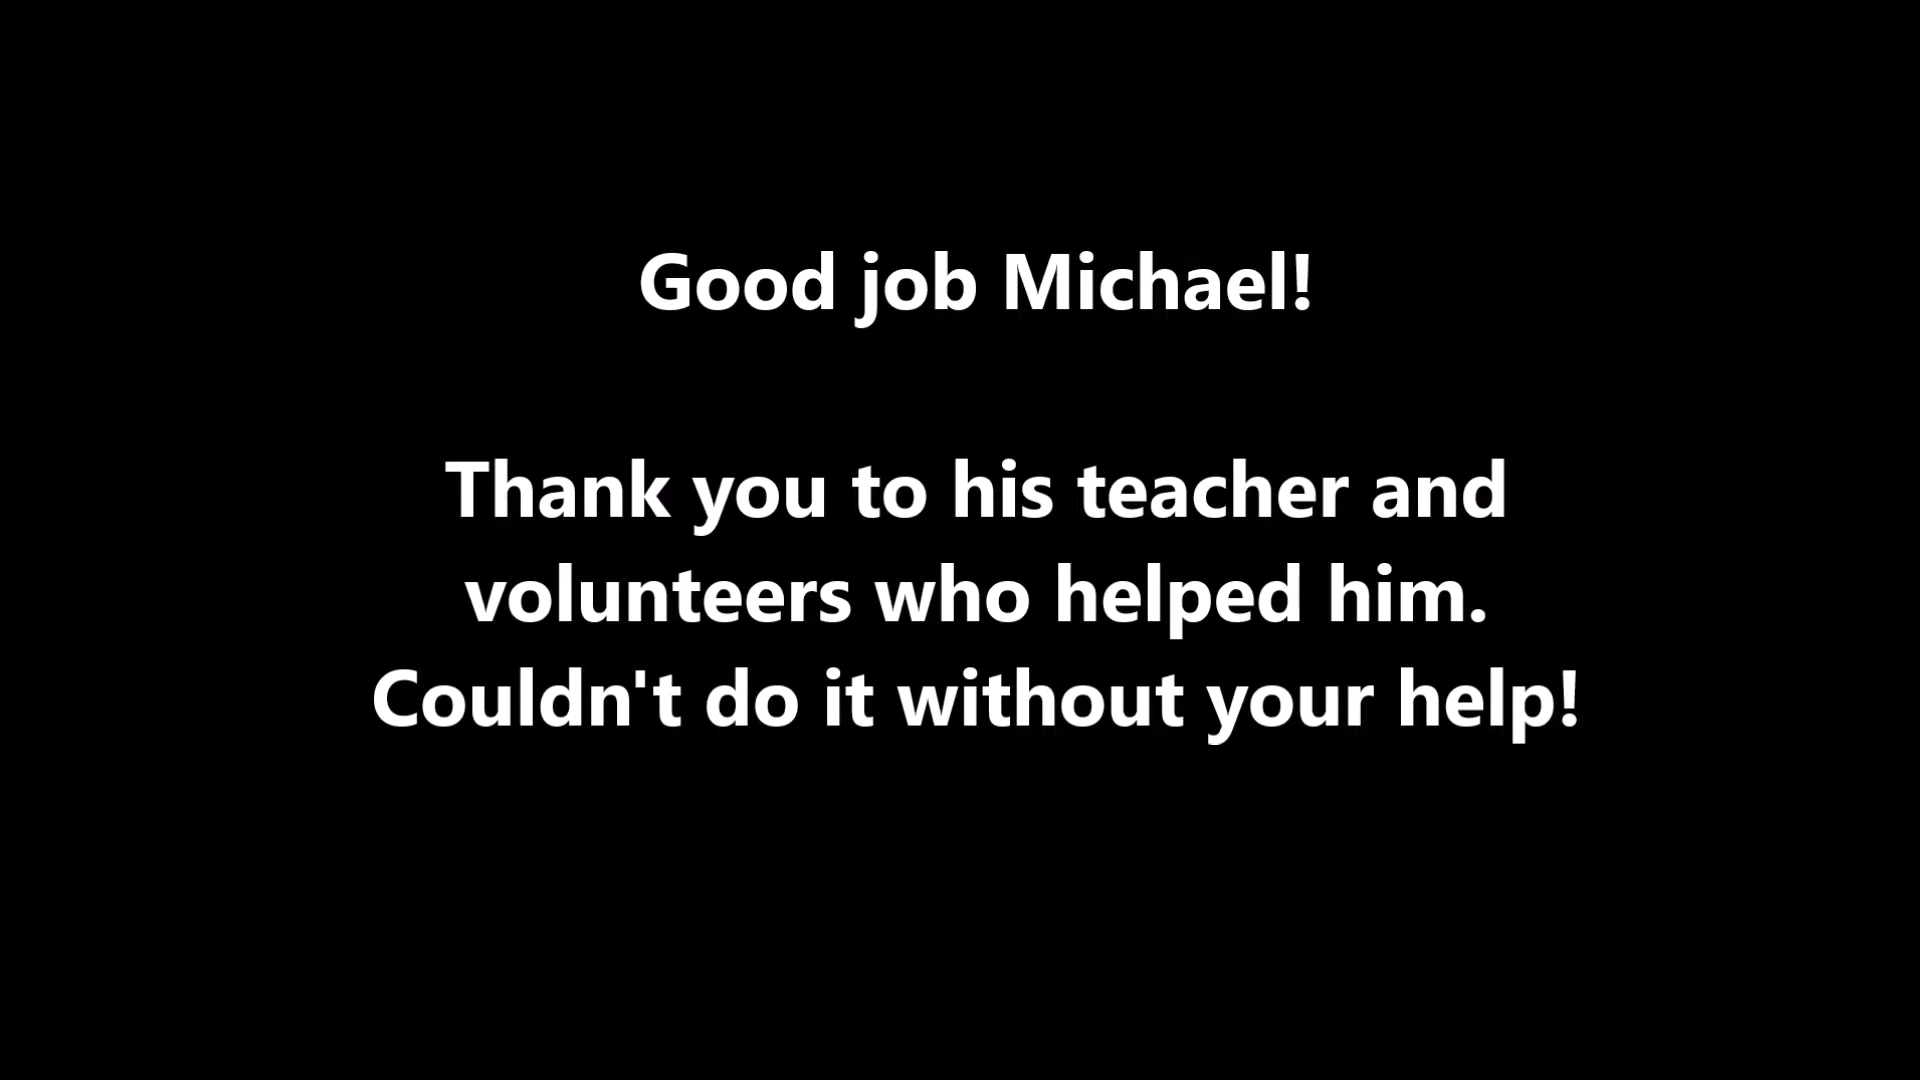 Good job Michael!
Thank you to his teacher and
volunteers who helped him.
Couldn't do it without your help!